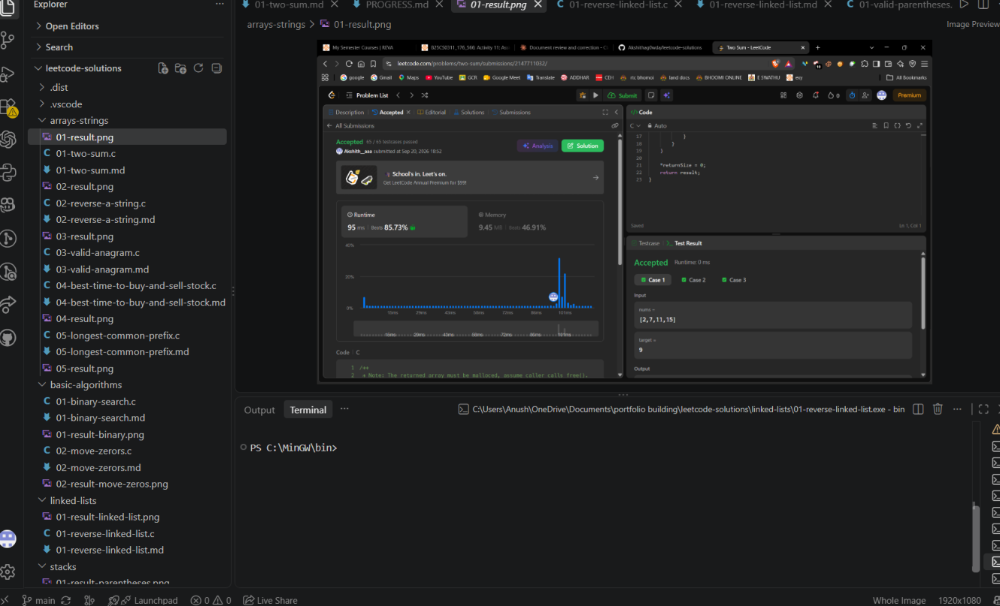 Explorer
Open Editors
Search
leetcode-solutions
.dist
.vscode
arrays-strings
01-result.png
01-two-sum.c
01-two-sum.md
02-result.png
02-reverse-a-string.c
02-reverse-a-string.md
03-result.png
03-valid-anagram.c
03-valid-anagram.md
04-best-time-to-buy-and-sell-stock.c
04-best-time-to-buy-and-sell-stock.md
04-result.png
05-longest-common-prefix.c
05-longest-common-prefix.md
05-result.png
basic-algorithms
01-binary-search.c
01-binary-search.md
01-result-binary.png
02-move-zerors.c
02-move-zerors.md
02-result-move-zeros.png
linked-lists
01-result-linked-list.png
01-reverse-linked-list.c
01-reverse-linked-list.md
stacks
01-result-parentheses.png
01-two-sum.md
PROGRESS.md
01-result.png
01-reverse-linked-list.c
01-reverse-linked-list.md
01-valid-parentheses.
arrays-strings > 01-result.png
Image Preview
My Semester Courses | REVA
B25CS0311_176_566: Activity 11: Ass
Document review and correction - C
AkshithagOwda/leetcode-solutions
Two Sum - LeetCode
leetcode.com/problems/two-sum/submissions/2147711032/
google
Gmail
Maps
YouTube
GCR
Google Meet
Translate
ADDHAR
CEH
rtc bhomoi
land docs
BHOOMI ONLINE
E SWATHU
esy
All Bookmarks
Problem List
Submit
0
Premium
Description
Accepted
Editorial
Solutions
Submissions
All Submissions
Accepted 65 / 65 testcases passed
Akshith__aaa submitted at Sep 20, 2026 18:52
Analysis
Solution
School's in. Leet's on.
Get LeetCode Annual Premium for $99!
Runtime
95 ms | Beats 85.73%
Memory
9.45 MB | Beats 46.91%
40%
20%
0%
15ms 29ms 43ms 58ms 72ms 86ms 101ms
Code | C
1 /**
2 * Note: The returned array must be malloced, assume caller calls free().
Code
C
Auto
17 }
18 }
19 }
20
21 *returnSize = 0;
22 return result;
23 }
Saved
Ln 1, Col 1
Testcase
Test Result
Accepted Runtime: 0 ms
Case 1
Case 2
Case 3
Input
nums =
[2,7,11,15]
target =
9
Output
Output
Terminal
C:\Users\Anush\OneDrive\Documents\portfolio building\leetcode-solutions\linked-lists\01-reverse-linked-list.exe - bin
PS C:\MinGW\bin>
main
Launchpad
0
0
Live Share
Whole Image
1920x1080